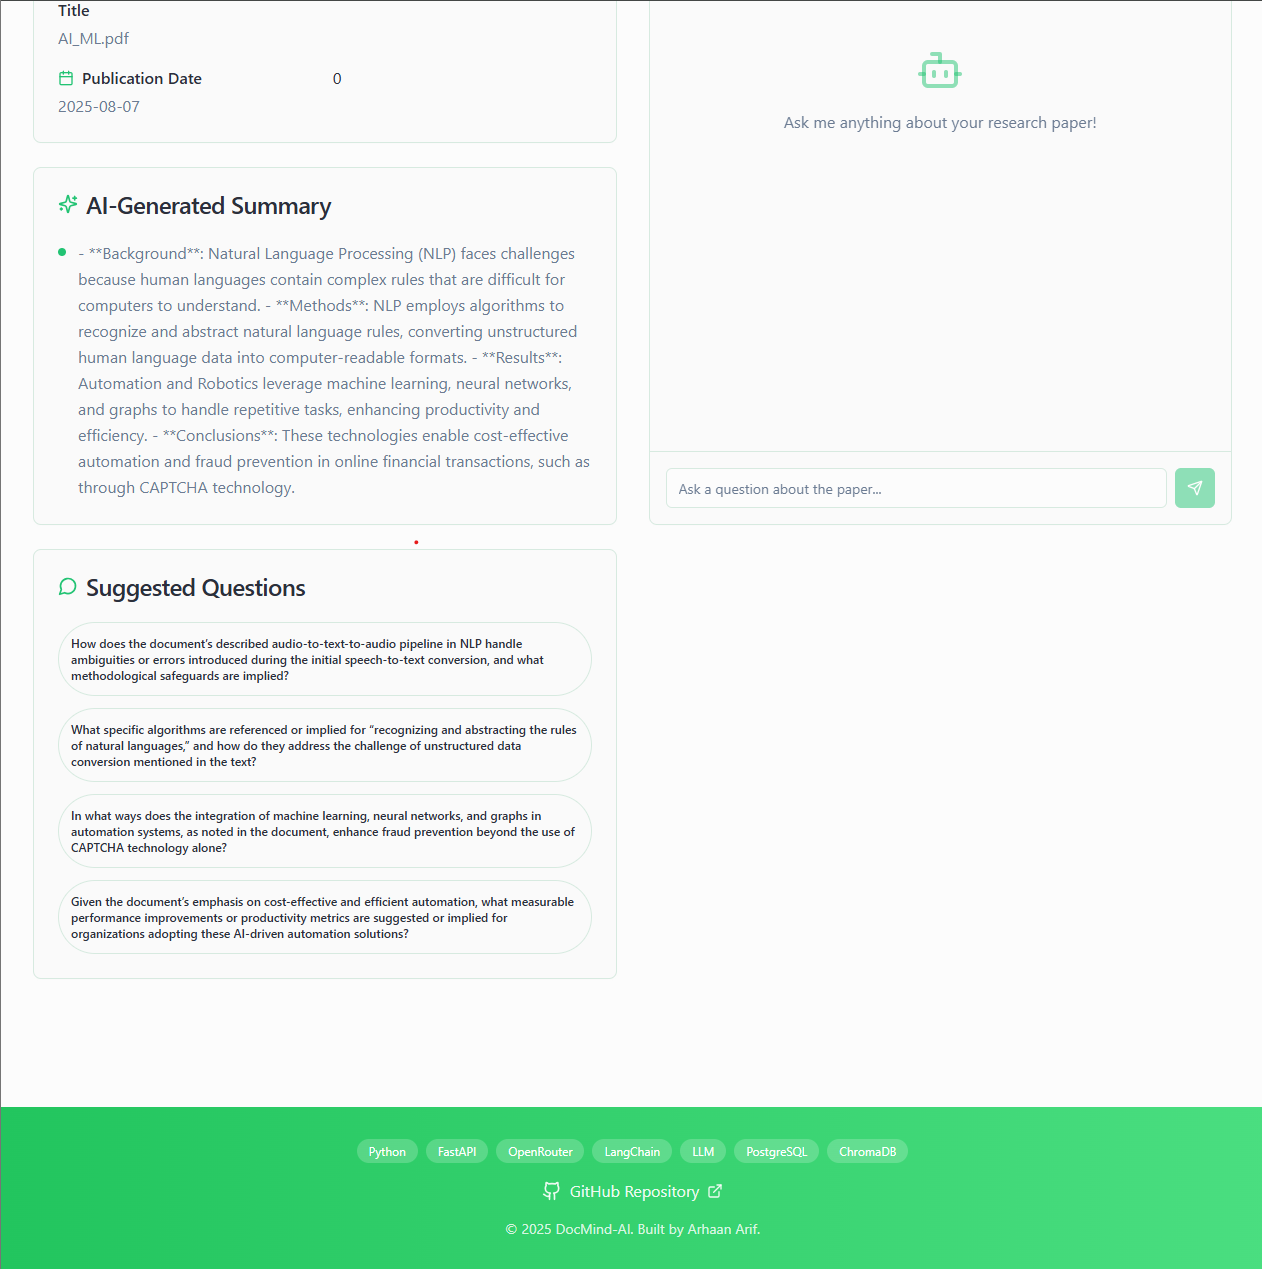 Title
AI_ML.pdf
Publication Date
0
2025-08-07
AI-Generated Summary
- **Background**: Natural Language Processing (NLP) faces challenges
because human languages contain complex rules that are difficult for
computers to understand. - **Methods**: NLP employs algorithms to
recognize and abstract natural language rules, converting unstructured
human language data into computer-readable formats. - **Results**:
Automation and Robotics leverage machine learning, neural networks,
and graphs to handle repetitive tasks, enhancing productivity and
efficiency. - **Conclusions**: These technologies enable cost-effective
automation and fraud prevention in online financial transactions, such as
through CAPTCHA technology.
Suggested Questions
How does the document’s described audio-to-text-to-audio pipeline in NLP handle
ambiguities or errors introduced during the initial speech-to-text conversion, and what
methodological safeguards are implied?
What specific algorithms are referenced or implied for “recognizing and abstracting the rules
of natural languages,” and how do they address the challenge of unstructured data
conversion mentioned in the text?
In what ways does the integration of machine learning, neural networks, and graphs in
automation systems, as noted in the document, enhance fraud prevention beyond the use of
CAPTCHA technology alone?
Given the document’s emphasis on cost-effective and efficient automation, what measurable
performance improvements or productivity metrics are suggested or implied for
organizations adopting these AI-driven automation solutions?
Ask me anything about your research paper!
Ask a question about the paper...
Python FastAPI OpenRouter LangChain LLM PostgreSQL ChromaDB
GitHub Repository
© 2025 DocMind-AI. Built by Arhaan Arif.